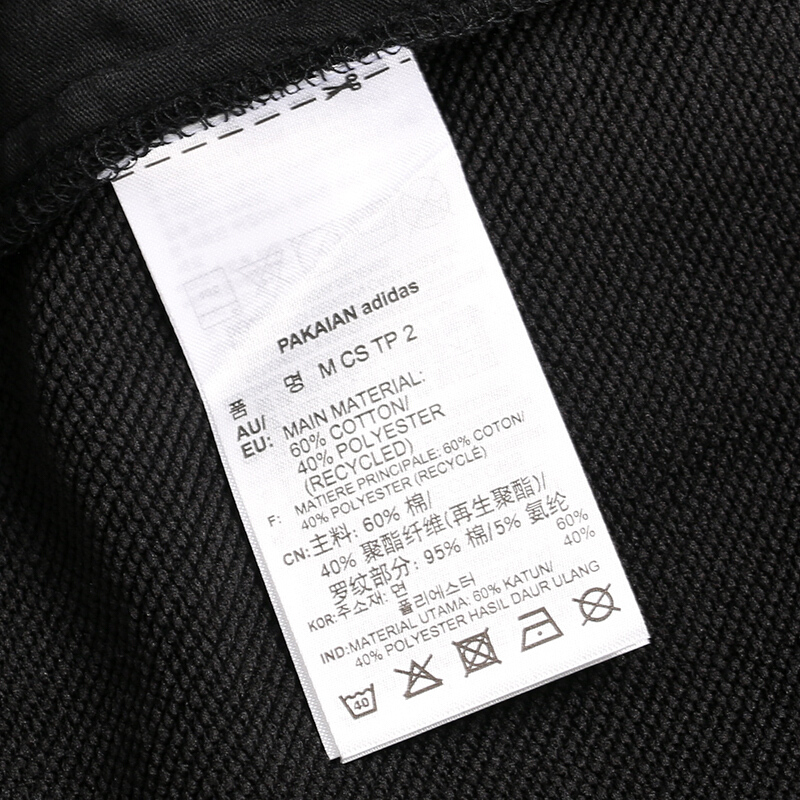 PAKAIAN adidas
품 명 M CS TP 2
AU/
EU: MAIN MATERIAL:
60% COTTON/
40% POLYESTER
(RECYCLED)
F: MATIERE PRINCIPALE: 60% COTON/
40% POLYESTER (RECYCLÉ)
CN: 主料: 60% 棉/
40% 聚酯纤维(再生聚酯)/
罗纹部分: 95% 棉/5% 氨纶
KOR: 주소재: 면 60%
폴리에스터 40%
IND: MATERIAL UTAMA: 60% KATUN/
40% POLYESTER HASIL DAUR ULANG
40